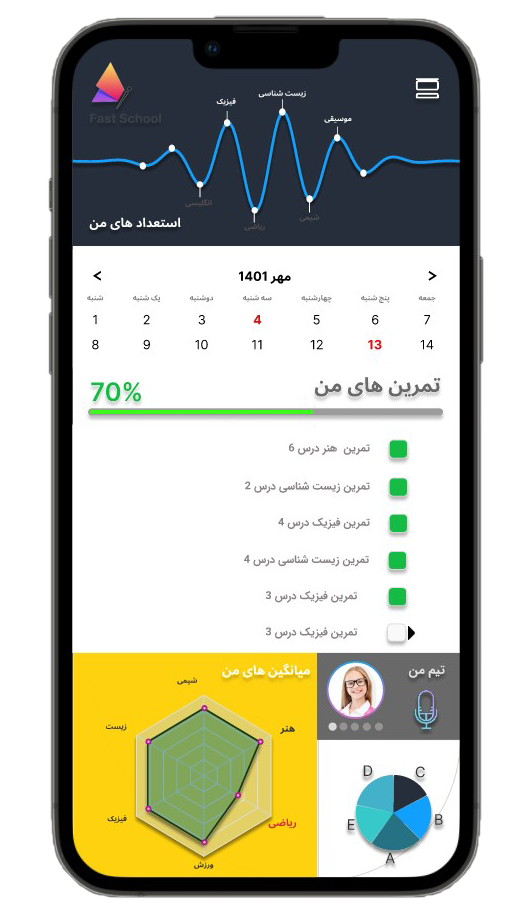 Fast School
زیست شناسی
فیزیک
موسیقی
انگلیسی
شیمی
ریاضی
استعداد های من
< مهر 1401 >
شنبه یک شنبه دوشنبه سه شنبه چهارشنبه پنج شنبه جمعه
1 2 3 4 5 6 7
8 9 10 11 12 13 14
تمرین های من
70%
تمرین هنر درس 6
تمرین زیست شناسی درس 2
تمرین فیزیک درس 4
تمرین زیست شناسی درس 4
تمرین فیزیک درس 3
تمرین فیزیک درس 3
تیم من
میانگین های من
شیمی
هنر
زیست
ریاضی
فیزیک
ورزش
D C
E B
A